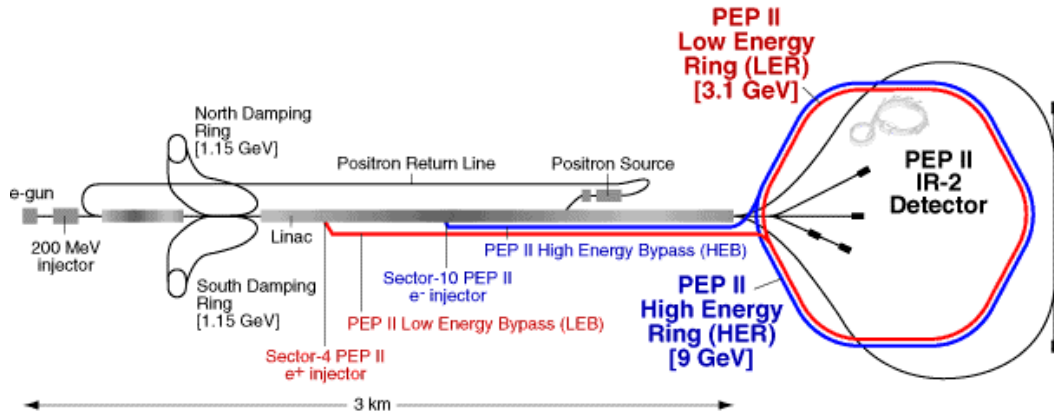 PEP II
Low Energy
Ring (LER)
[3.1 GeV]
North Damping
Ring
[1.15 GeV]
Positron Return Line
Positron Source
e-gun
200 MeV
injector
Linac
PEP II
IR-2
Detector
PEP II High Energy Bypass (HEB)
South Damping
Ring
[1.15 GeV]
Sector-10 PEP II
e- injector
PEP II Low Energy Bypass (LEB)
PEP II
High Energy
Ring (HER)
[9 GeV]
Sector-4 PEP II
e+ injector
3 km